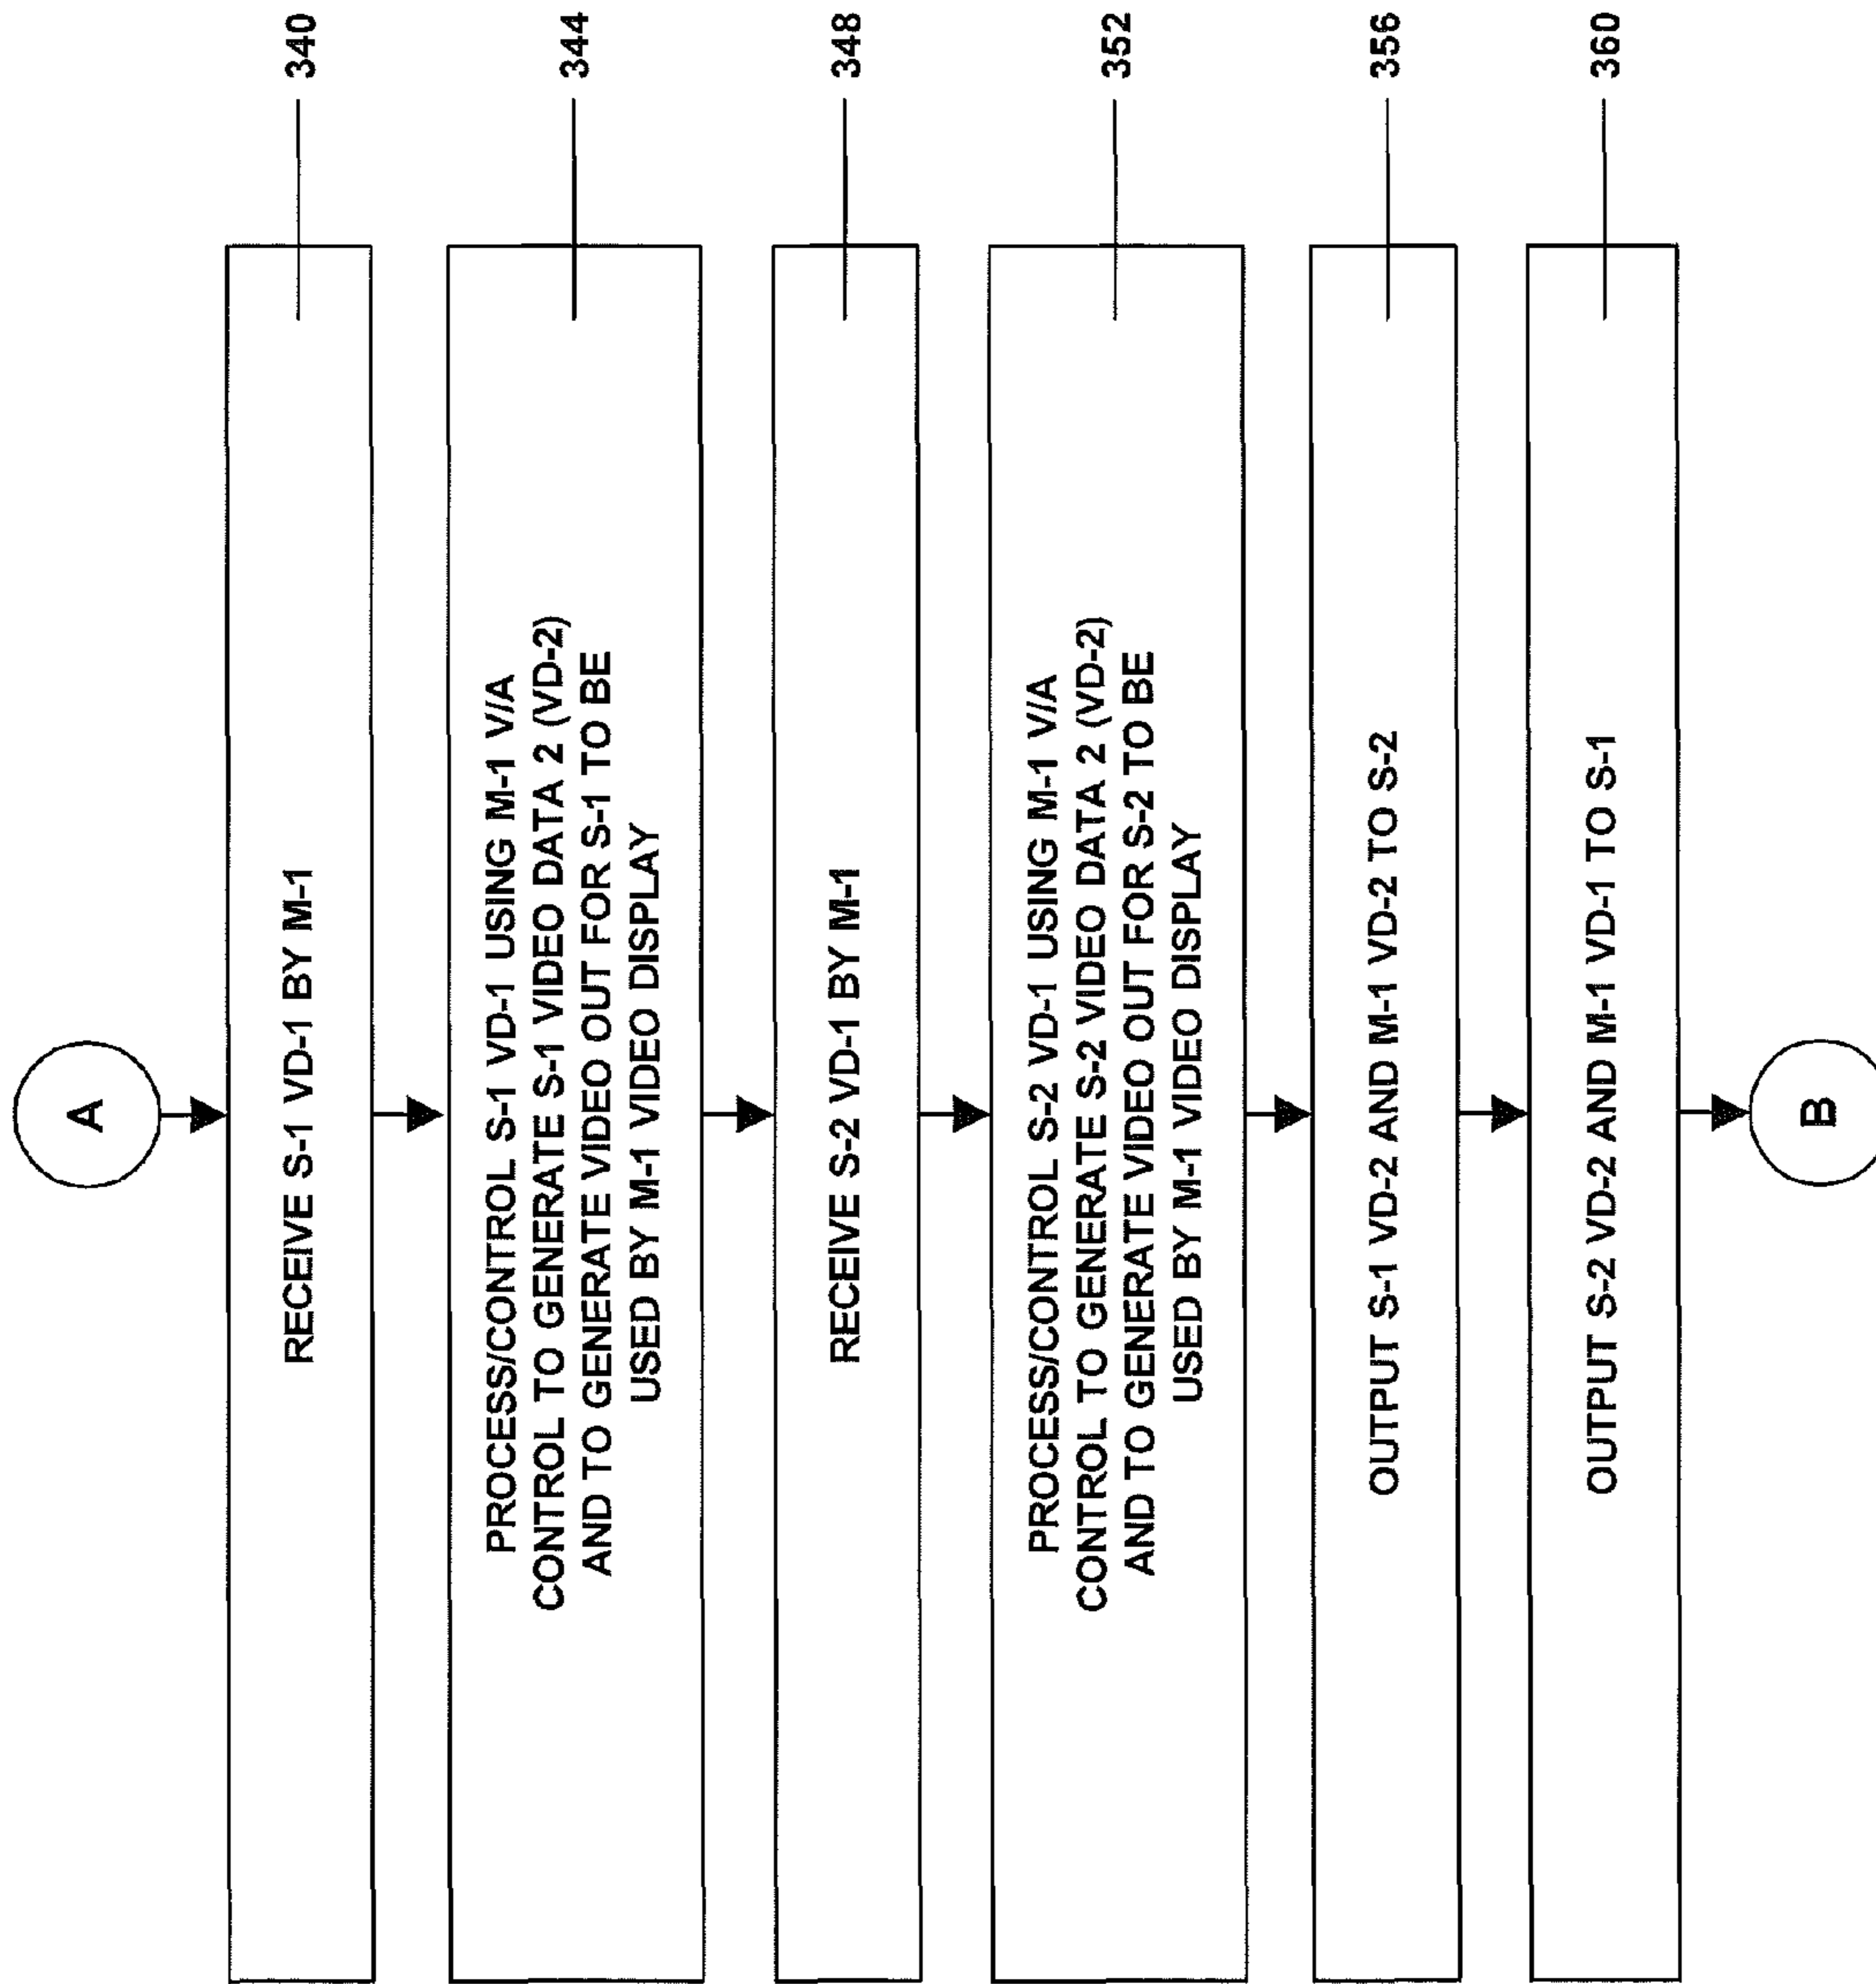 A
RECEIVE S-1 VD-1 BY M-1
340
PROCESS/CONTROL S-1 VD-1 USING M-1 V/A
CONTROL TO GENERATE S-1 VIDEO DATA 2 (VD-2)
AND TO GENERATE VIDEO OUT FOR S-1 TO BE
USED BY M-1 VIDEO DISPLAY
344
RECEIVE S-2 VD-1 BY M-1
348
PROCESS/CONTROL S-2 VD-1 USING M-1 V/A
CONTROL TO GENERATE S-2 VIDEO DATA 2 (VD-2)
AND TO GENERATE VIDEO OUT FOR S-2 TO BE
USED BY M-1 VIDEO DISPLAY
352
OUTPUT S-1 VD-2 AND M-1 VD-2 TO S-2
356
OUTPUT S-2 VD-2 AND M-1 VD-1 TO S-1
360
B